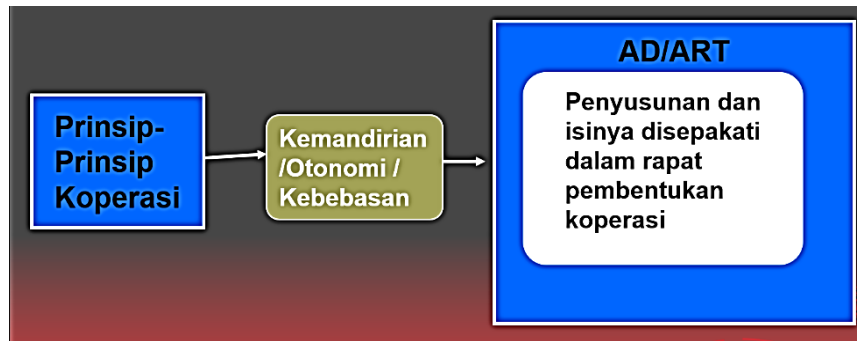 Prinsip-
Prinsip
Koperasi
Kemandirian
/Otonomi /
Kebebasan
AD/ART
Penyusunan dan
isinya disepakati
dalam rapat
pembentukan
koperasi